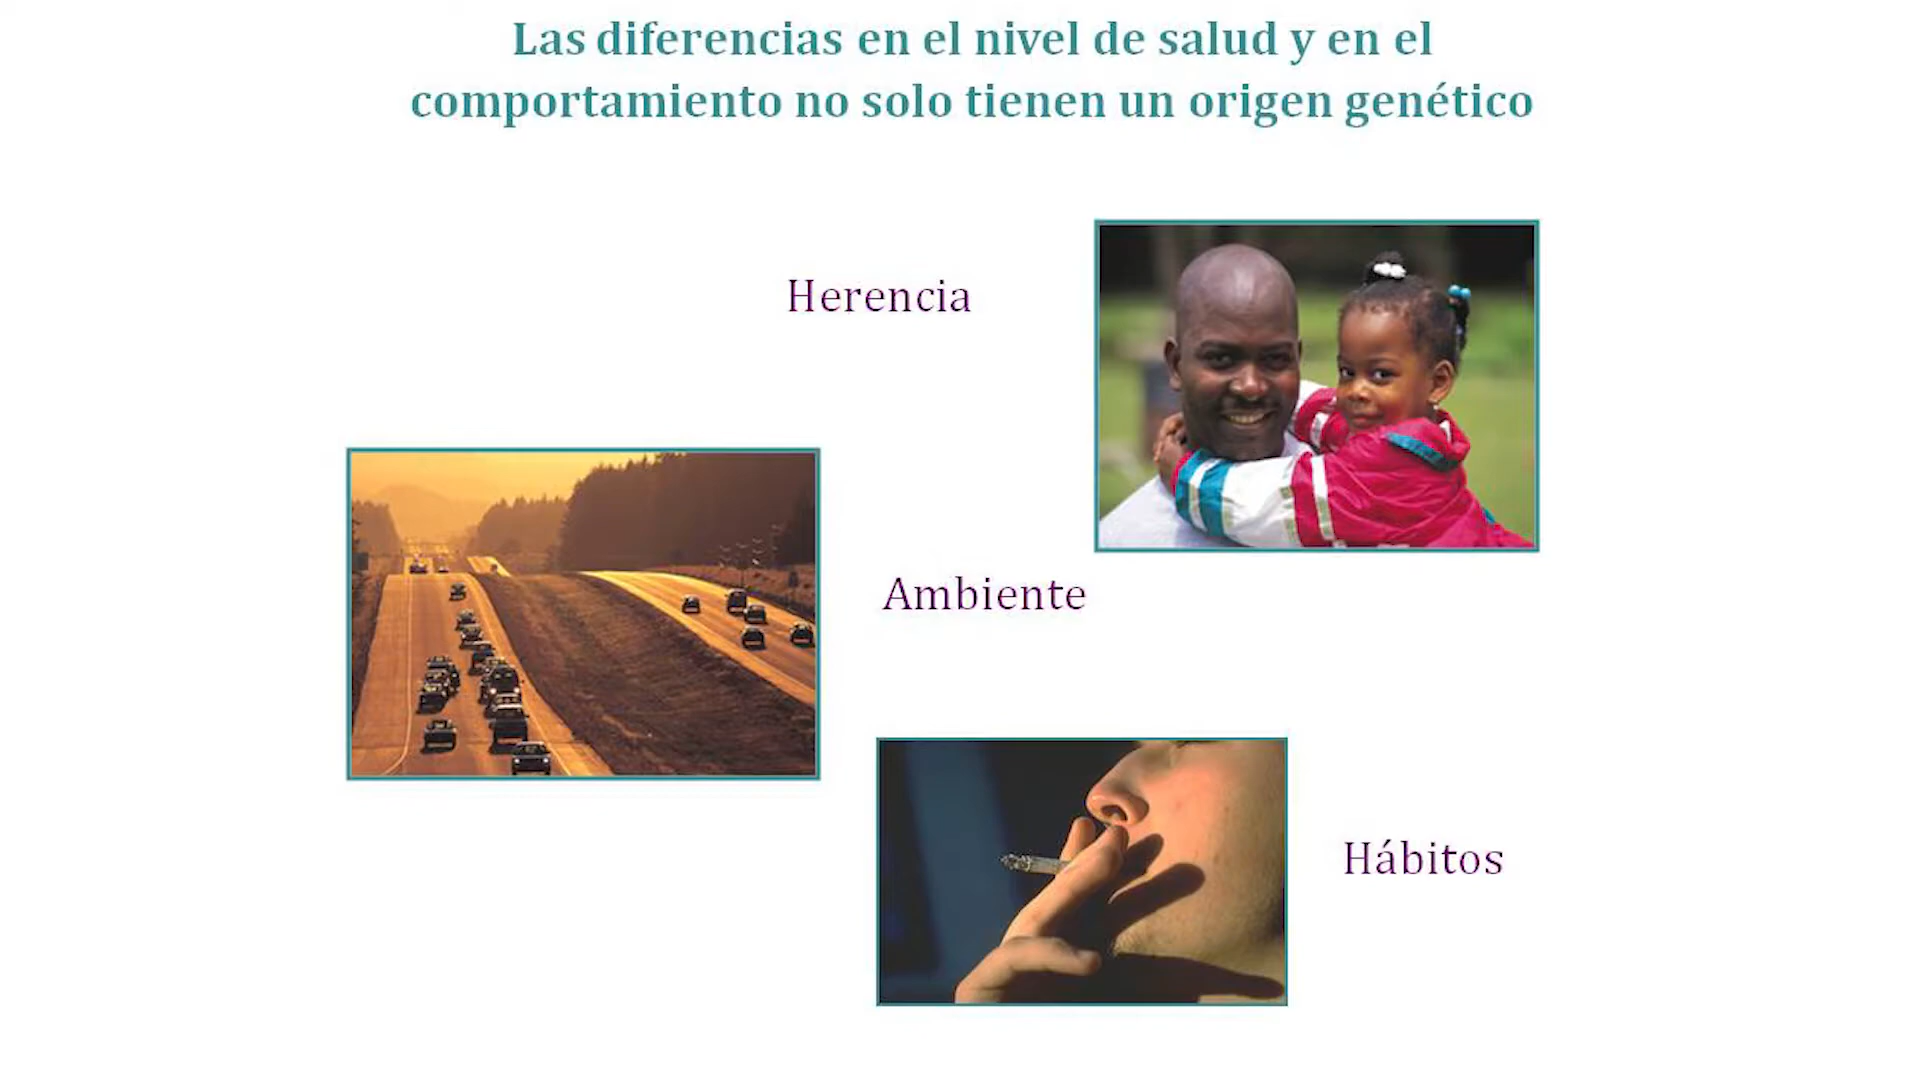 Las diferencias en el nivel de salud y en el
comportamiento no solo tienen un origen genético
Herencia
Ambiente
Hábitos